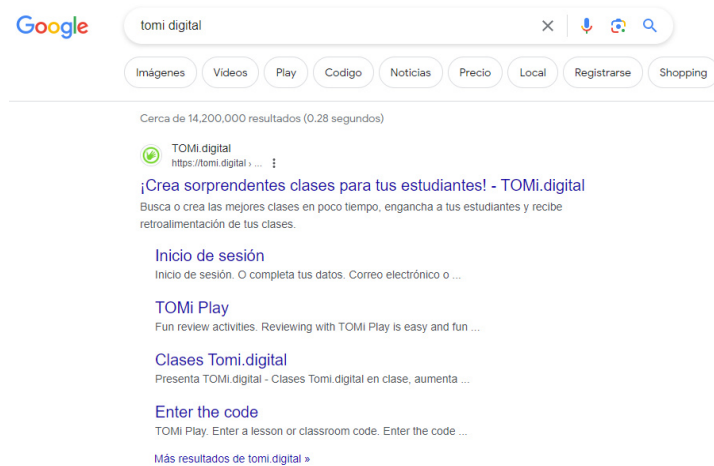 Google
tomi digital
Imágenes Videos Play Codigo Noticias Precio Local Registrarse Shopping
Cerca de 14,200,000 resultados (0.28 segundos)
TOMi.digital
https://tomi.digital › ...
¡Crea sorprendentes clases para tus estudiantes! - TOMi.digital
Busca o crea las mejores clases en poco tiempo, engancha a tus estudiantes y recibe
retroalimentación de tus clases.
Inicio de sesión
Inicio de sesión. O completa tus datos. Correo electrónico o ...
TOMi Play
Fun review activities. Reviewing with TOMi Play is easy and fun ...
Clases Tomi.digital
Presenta TOMi.digital - Clases Tomi.digital en clase, aumenta ...
Enter the code
TOMi Play. Enter a lesson or classroom code. Enter the code ...
Más resultados de tomi.digital »